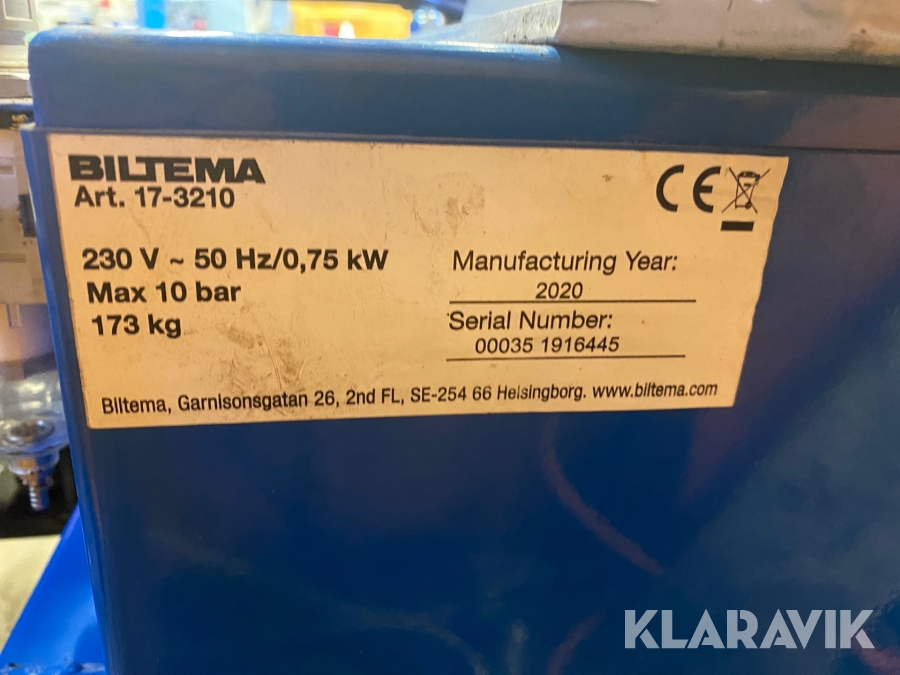 BILTEMA
Art. 17-3210
CE
230 V ~ 50 Hz/0,75 kW
Max 10 bar
173 kg
Manufacturing Year:
2020
Serial Number:
00035 1916445
Biltema, Garnisonsgatan 26, 2nd FL, SE-254 66 Helsingborg. www.biltema.com
KLARAVIK